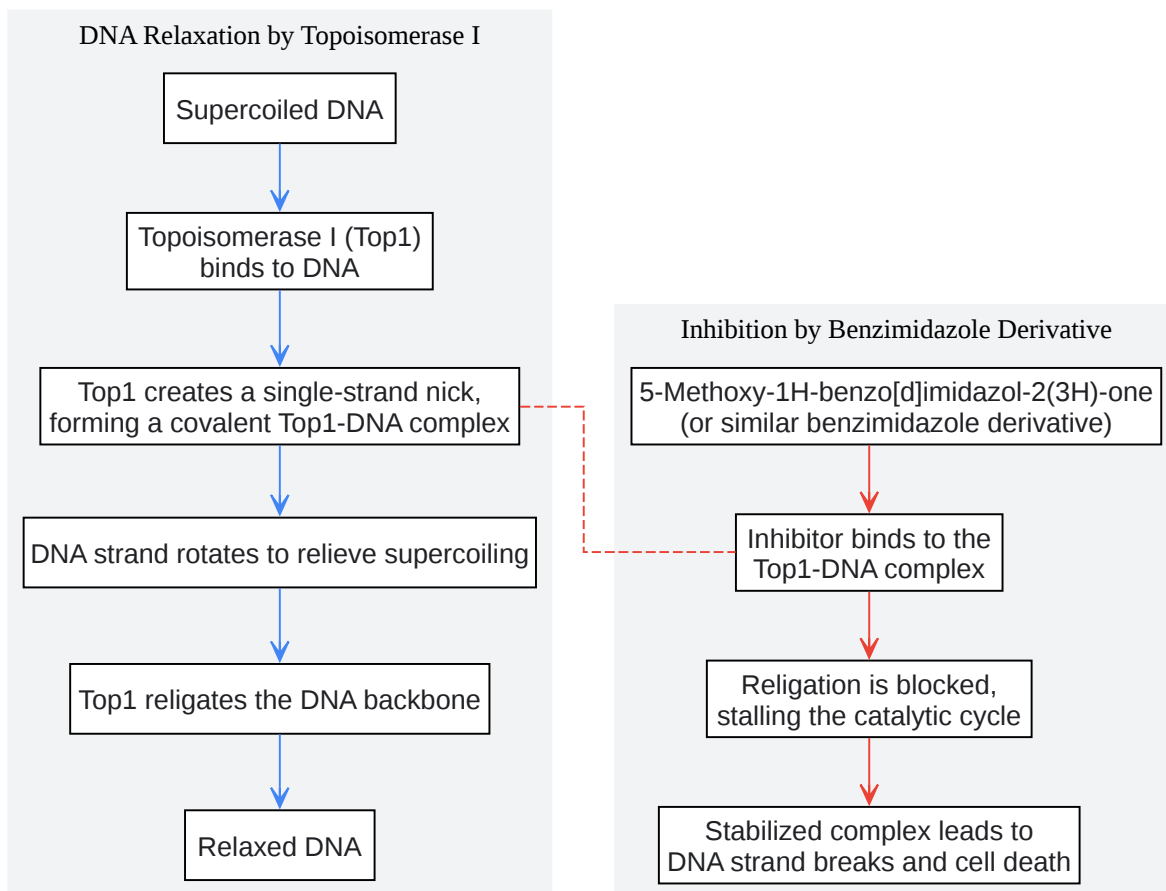 DNA Relaxation by Topoisomerase I
Supercoiled DNA
Topoisomerase I (Top1)
binds to DNA
Top1 creates a single-strand nick,
forming a covalent Top1-DNA complex
DNA strand rotates to relieve supercoiling
Top1 religates the DNA backbone
Relaxed DNA
Inhibition by Benzimidazole Derivative
5-Methoxy-1H-benzo[d]imidazol-2(3H)-one
(or similar benzimidazole derivative)
Inhibitor binds to the
Top1-DNA complex
Religation is blocked,
stalling the catalytic cycle
Stabilized complex leads to
DNA strand breaks and cell death